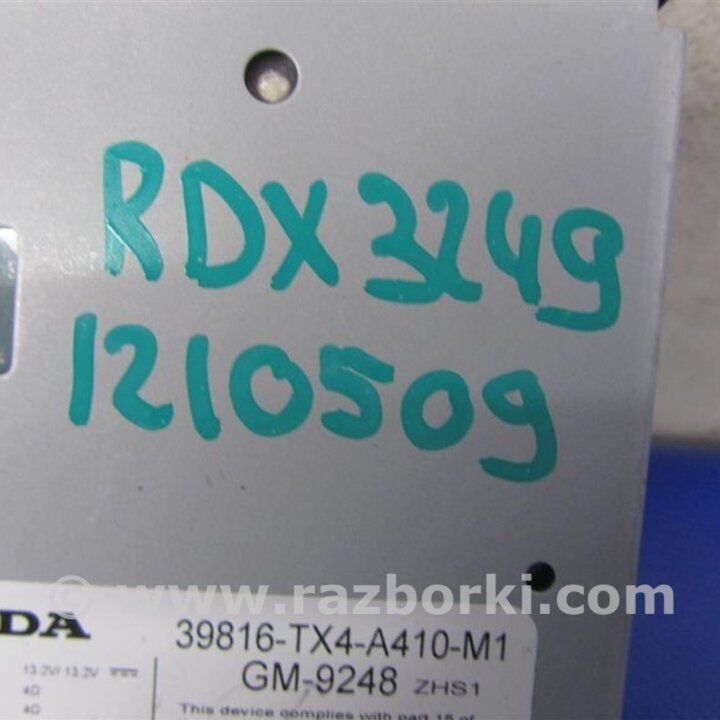 RDX3249
1210509
© www.razborki.com
NDA
39816-TX4-A410-M1
GM-9248 ZHS1
13.2V/ 13.2V
4Ω
4Ω
This device complies with part 15 of